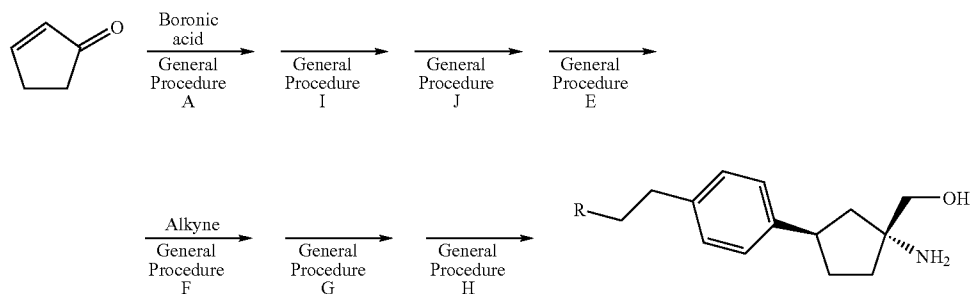 O
Boronic
acid
General
Procedure
A
General
Procedure
I
General
Procedure
J
General
Procedure
E
Alkyne
General
Procedure
F
General
Procedure
G
General
Procedure
H
R
OH
NH2